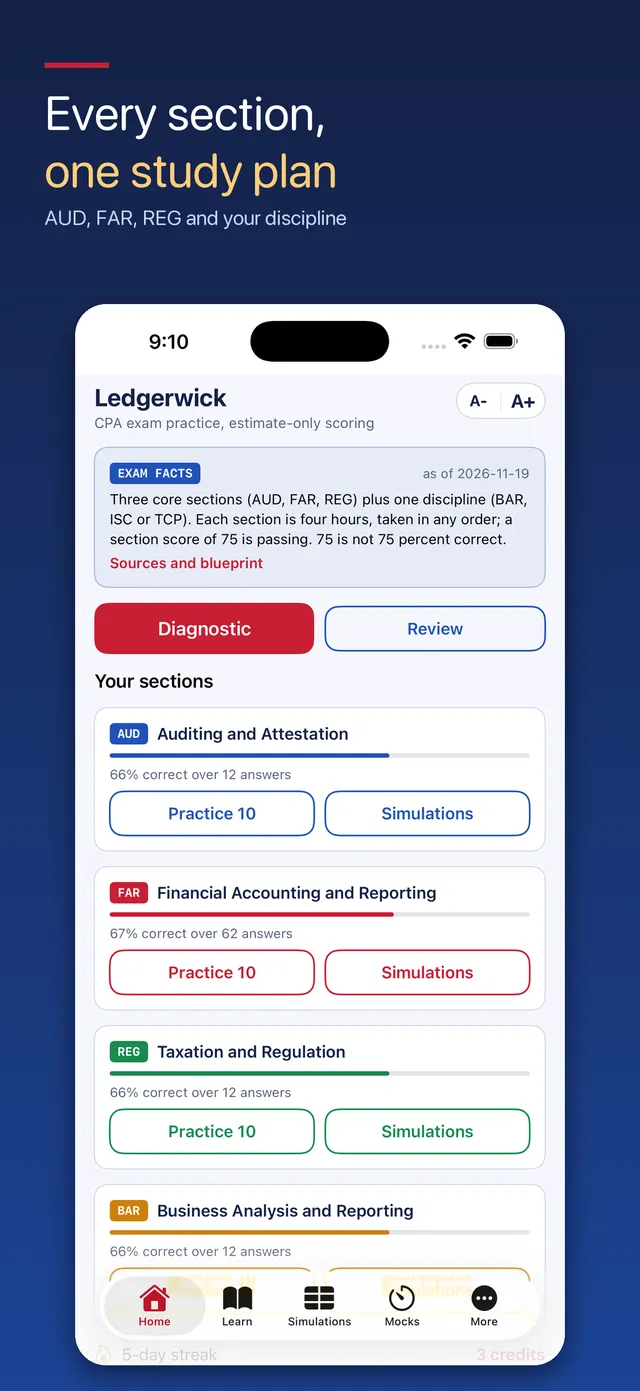 Every section,
one study plan
AUD, FAR, REG and your discipline
9:10
Ledgerwick
A- A+
CPA exam practice, estimate-only scoring
EXAM FACTS as of 2026-11-19
Three core sections (AUD, FAR, REG) plus one discipline (BAR,
ISC or TCP). Each section is four hours, taken in any order; a
section score of 75 is passing. 75 is not 75 percent correct.
Sources and blueprint
Diagnostic Review
Your sections
AUD Auditing and Attestation
66% correct over 12 answers
Practice 10 Simulations
FAR Financial Accounting and Reporting
67% correct over 62 answers
Practice 10 Simulations
REG Taxation and Regulation
66% correct over 12 answers
Practice 10 Simulations
BAR Business Analysis and Reporting
66% correct over 12 answers
Home Learn Simulations Mocks More
5-day streak 3 credits